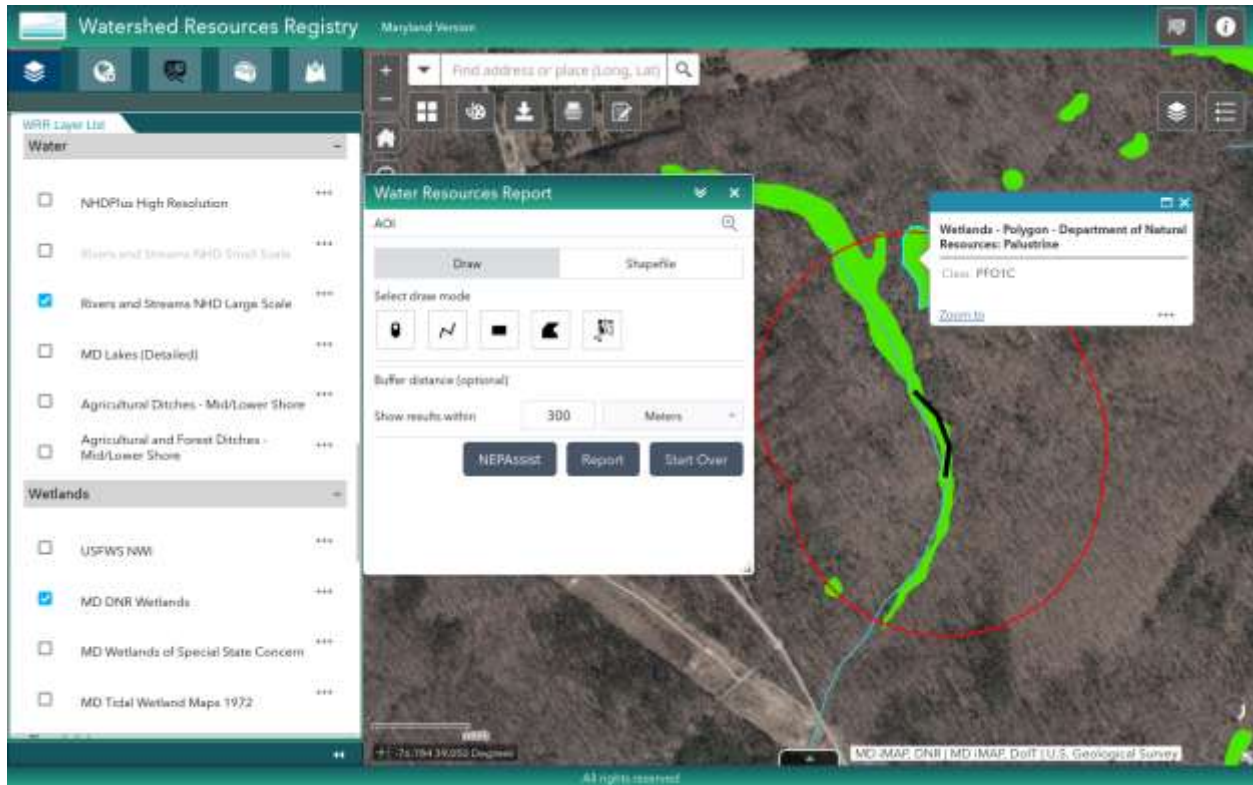 Watershed Resources Registry Maryland Version
Find address or place (Long, Lat)
WRR Layer List
Water
NHDPlus High Resolution
Rivers and Streams NHD Small Scale
Rivers and Streams NHD Large Scale
MD Lakes (Detailed)
Agricultural Ditches - Mid/Lower Shore
Agricultural and Forest Ditches -
Mid/Lower Shore
Wetlands
USFWS NWI
MD DNR Wetlands
MD Wetlands of Special State Concern
MD Tidal Wetland Maps 1972
Water Resources Report
AOI
Draw Shapefile
Select draw mode
Buffer distance (optional)
Show results within 300 Meters
NEPAssist Report Start Over
Wetlands - Polygon - Department of Natural
Resources: Palustrine
Class PFO1C
Zoom to
Degrees
MD iMAP, DNR | MD iMAP, DoIT | U.S. Geological Survey
All rights reserved